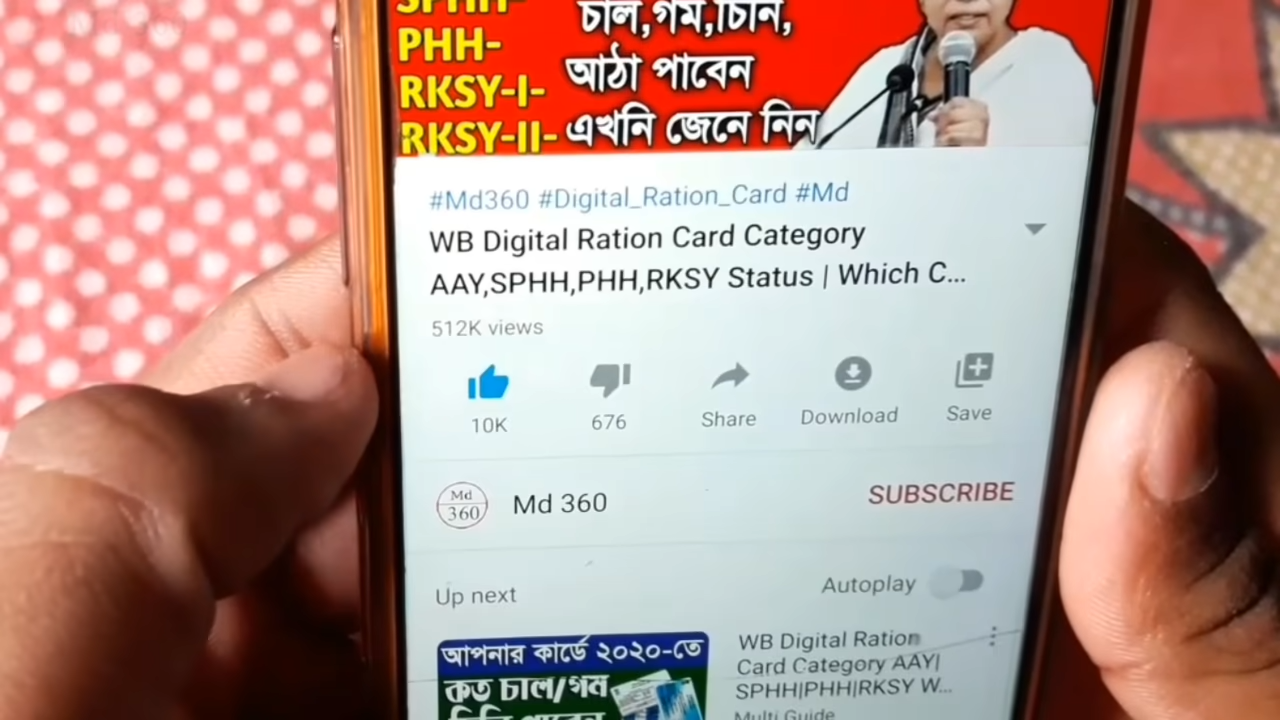 SPHH-
PHH-
RKSY-I-
RKSY-II-
চাল,গম,চিনি,
আঠা পাবেন
এখনি জেনে নিন
#Md360 #Digital_Ration_Card #Md
WB Digital Ration Card Category
AAY,SPHH,PHH,RKSY Status | Which C...
512K views
10K
676
Share
Download
Save
Md
360
Md 360
SUBSCRIBE
Up next
Autoplay
আপনার কার্ডে ২০২০-তে
কত চাল/গম
চিনি পাবেন
WB Digital Ration
Card Category AAY|
SPHH|PHH|RKSY W...
Multi Guide